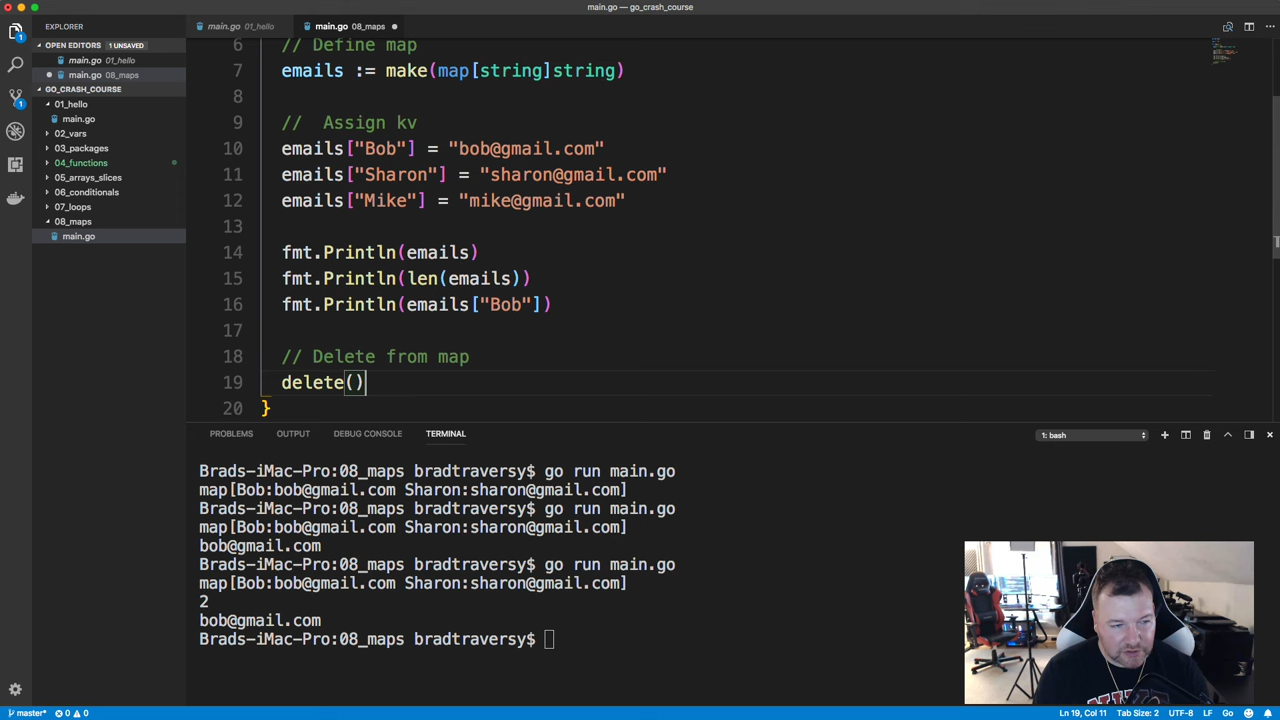 main.go — go_crash_course
EXPLORER
OPEN EDITORS 1 UNSAVED
main.go 01_hello
main.go 08_maps
GO_CRASH_COURSE
01_hello
main.go
02_vars
03_packages
04_functions
05_arrays_slices
06_conditionals
07_loops
08_maps
main.go
main.go 01_hello
main.go 08_maps
6 // Define map
7 emails := make(map[string]string)
8
9 //  Assign kv
10 emails["Bob"] = "bob@gmail.com"
11 emails["Sharon"] = "sharon@gmail.com"
12 emails["Mike"] = "mike@gmail.com"
13
14 fmt.Println(emails)
15 fmt.Println(len(emails))
16 fmt.Println(emails["Bob"])
17
18 // Delete from map
19 delete()
20 }
PROBLEMS OUTPUT DEBUG CONSOLE TERMINAL 1: bash
Brads-iMac-Pro:08_maps bradtraversy$ go run main.go
map[Bob:bob@gmail.com Sharon:sharon@gmail.com]
Brads-iMac-Pro:08_maps bradtraversy$ go run main.go
map[Bob:bob@gmail.com Sharon:sharon@gmail.com]
bob@gmail.com
Brads-iMac-Pro:08_maps bradtraversy$ go run main.go
map[Bob:bob@gmail.com Sharon:sharon@gmail.com]
2
bob@gmail.com
Brads-iMac-Pro:08_maps bradtraversy$
master* 0 0 Ln 19, Col 11 Tab Size: 2 UTF-8 LF Go